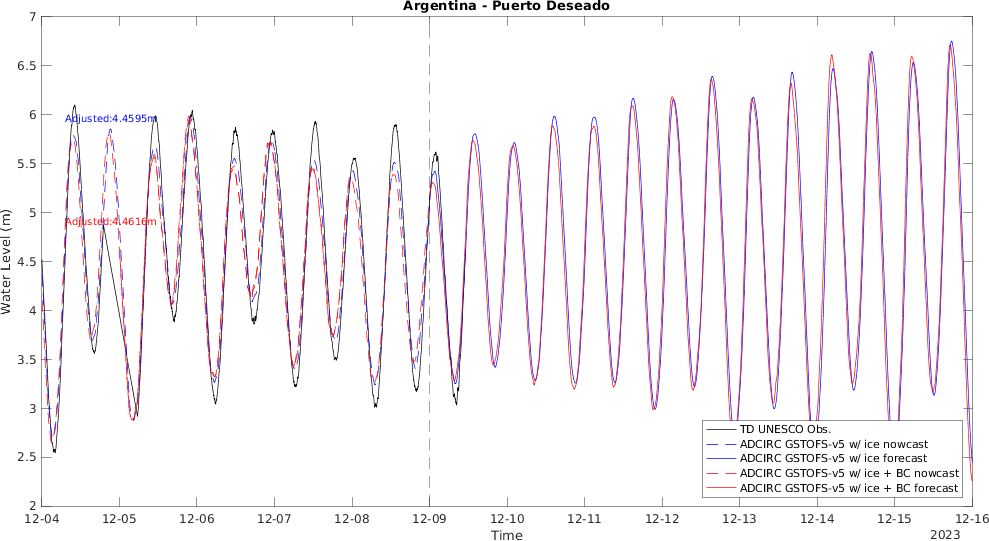 Argentina - Puerto Deseado
7
6.5
6
5.5
5
4.5
4
3.5
3
2.5
2
Water Level (m)
Adjusted:4.4595m
Adjusted:4.4616m
TD UNESCO Obs.
ADCIRC GSTOFS-v5 w/ ice nowcast
ADCIRC GSTOFS-v5 w/ ice forecast
ADCIRC GSTOFS-v5 w/ ice + BC nowcast
ADCIRC GSTOFS-v5 w/ ice + BC forecast
12-04 12-05 12-06 12-07 12-08 12-09 12-10 12-11 12-12 12-13 12-14 12-15 12-16
Time
2023